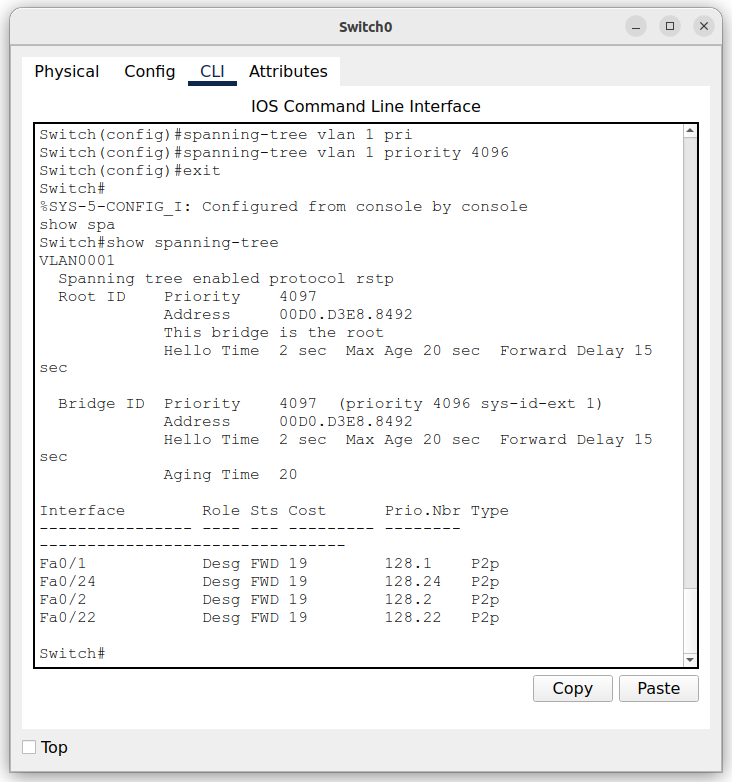 Switch0
Physical Config CLI Attributes
IOS Command Line Interface
Switch(config)#spanning-tree vlan 1 pri
Switch(config)#spanning-tree vlan 1 priority 4096
Switch(config)#exit
Switch#
%SYS-5-CONFIG_I: Configured from console by console
show spa
Switch#show spanning-tree
VLAN0001
  Spanning tree enabled protocol rstp
  Root ID    Priority    4097
             Address     00D0.D3E8.8492
             This bridge is the root
             Hello Time  2 sec  Max Age 20 sec  Forward Delay 15
sec

  Bridge ID  Priority    4097  (priority 4096 sys-id-ext 1)
             Address     00D0.D3E8.8492
             Hello Time  2 sec  Max Age 20 sec  Forward Delay 15
sec
             Aging Time  20

Interface        Role Sts Cost      Prio.Nbr Type
---------------- ---- --- --------- --------
--------------------------------
Fa0/1            Desg FWD 19        128.1    P2p
Fa0/24           Desg FWD 19        128.24   P2p
Fa0/2            Desg FWD 19        128.2    P2p
Fa0/22           Desg FWD 19        128.22   P2p

Switch#
Copy Paste
Top